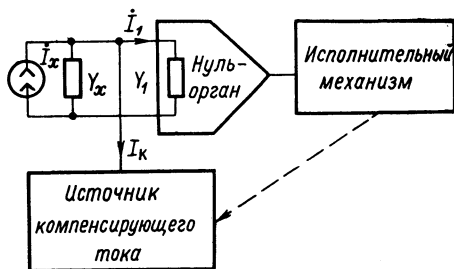 İ₁
İx
Yx
Y₁
Нуль-
орган
Исполнительный
механизм
Iк
Источник
компенсирующего
тока